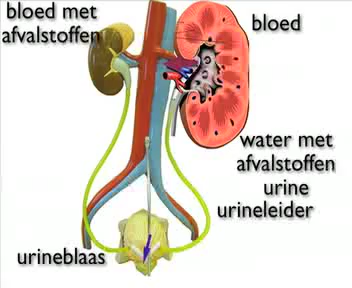 bloed met
afvalstoffen
bloed
water met
afvalstoffen
urine
urineleider
urineblaas